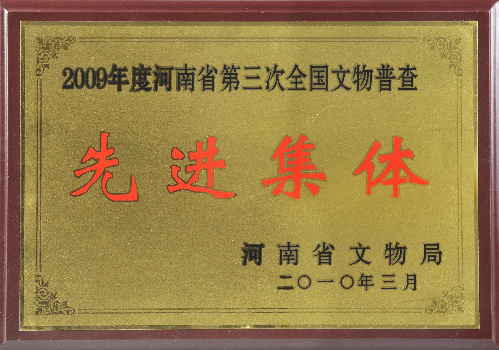 2009年度河南省第三次全国文物普查
先进集体
河南省文物局
二〇一〇年三月